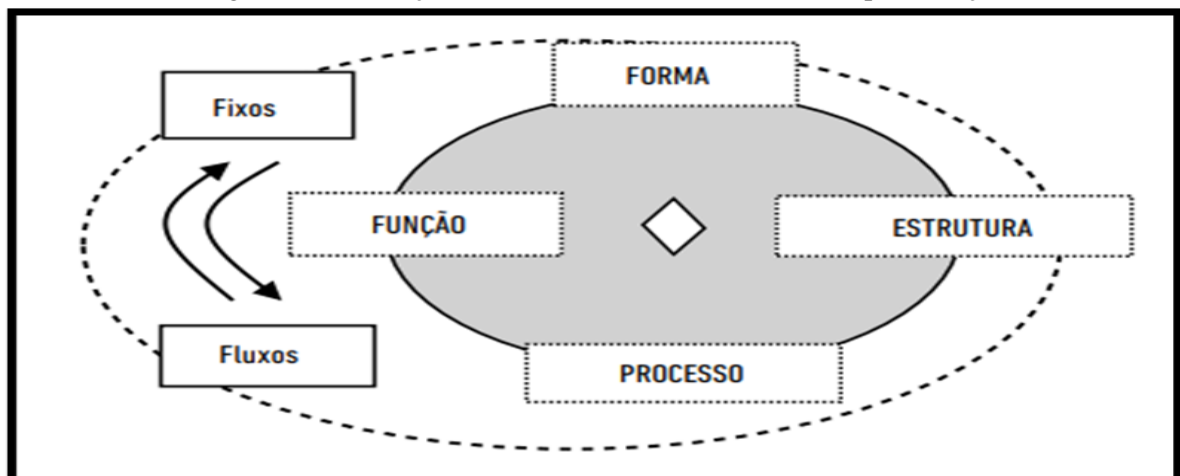 FORMA
Fixos
FUNÇÃO
ESTRUTURA
Fluxos
PROCESSO